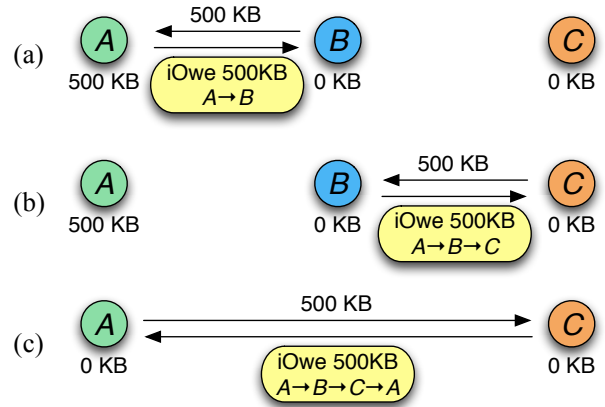 500 KB
(a) A B C
500 KB iOwe 500KB 0 KB 0 KB
A→B
500 KB
(b) A B C
500 KB 0 KB iOwe 500KB 0 KB
A→B→C
500 KB
(c) A C
0 KB iOwe 500KB 0 KB
A→B→C→A